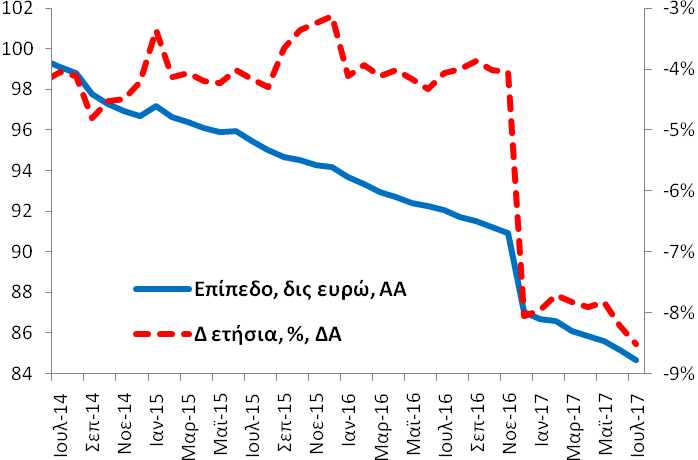 102
100
98
96
94
92
90
88
86
84
-3%
-4%
-5%
-6%
-7%
-8%
-9%
Επίπεδο, δις ευρώ, ΑΑ
Δ ετήσια, %, ΔΑ
Ιουλ-14
Σεπ-14
Νοε-14
Ιαν-15
Μαρ-15
Μαϊ-15
Ιουλ-15
Σεπ-15
Νοε-15
Ιαν-16
Μαρ-16
Μαϊ-16
Ιουλ-16
Σεπ-16
Νοε-16
Ιαν-17
Μαρ-17
Μαϊ-17
Ιουλ-17